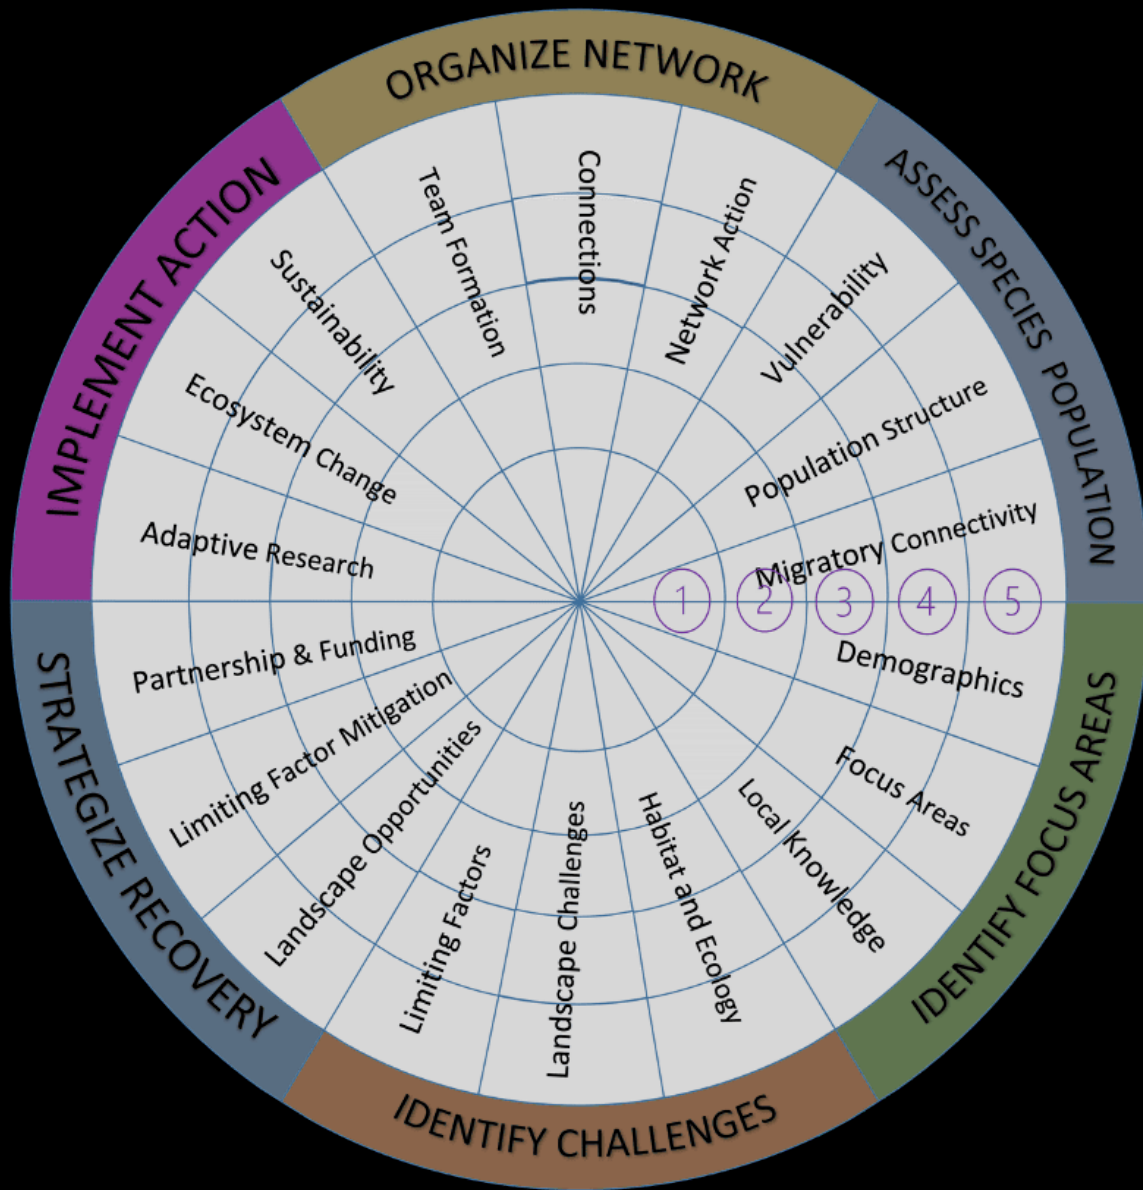 ORGANIZE NETWORK
Team Formation
Connections
Network Action
ASSESS SPECIES POPULATION
Vulnerability
Population Structure
Migratory Connectivity
1 2 3 4 5
IDENTIFY FOCUS AREAS
Demographics
Focus Areas
Local Knowledge
IDENTIFY CHALLENGES
Habitat and Ecology
Landscape Challenges
Limiting Factors
STRATEGIZE RECOVERY
Landscape Opportunities
Limiting Factor Mitigation
Partnership & Funding
IMPLEMENT ACTION
Adaptive Research
Ecosystem Change
Sustainability